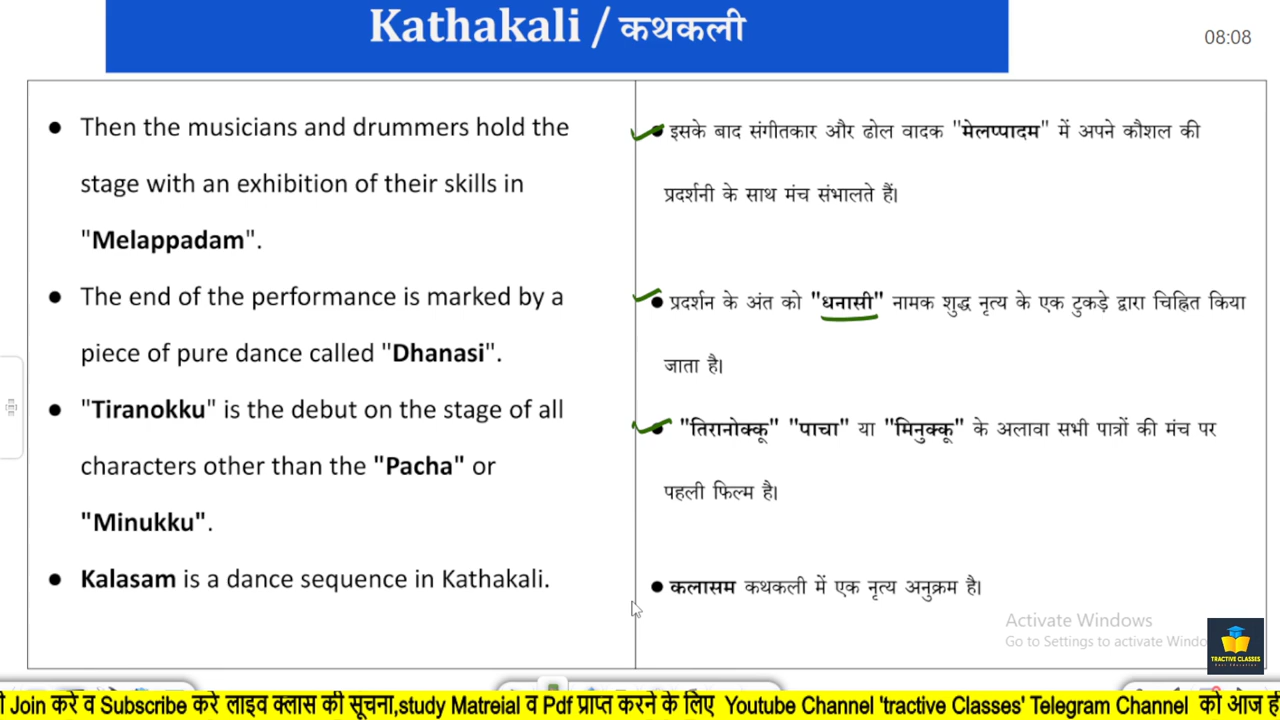 Kathakali / कथकली
08:08
● Then the musicians and drummers hold the
stage with an exhibition of their skills in
"Melappadam".
● The end of the performance is marked by a
piece of pure dance called "Dhanasi".
● "Tiranokku" is the debut on the stage of all
characters other than the "Pacha" or
"Minukku".
● Kalasam is a dance sequence in Kathakali.
● इसके बाद संगीतकार और ढोल वादक "मेलप्पादम" में अपने कौशल की
प्रदर्शनी के साथ मंच संभालते हैं।
● प्रदर्शन के अंत को "धनासी" नामक शुद्ध नृत्य के एक टुकड़े द्वारा चिह्नित किया
जाता है।
● "तिरानोक्कू" "पाचा" या "मिनुक्कू" के अलावा सभी पात्रों की मंच पर
पहली फिल्म है।
● कलासम कथकली में एक नृत्य अनुक्रम है।
Activate Windows
Go to Settings to activate Windo
TRACTIVE CLASSES
ी Join करें व Subscribe करे लाइव क्लास की सूचना,study Matreial व Pdf प्राप्त करने के लिए Youtube Channel 'tractive Classes' Telegram Channel को आज ही